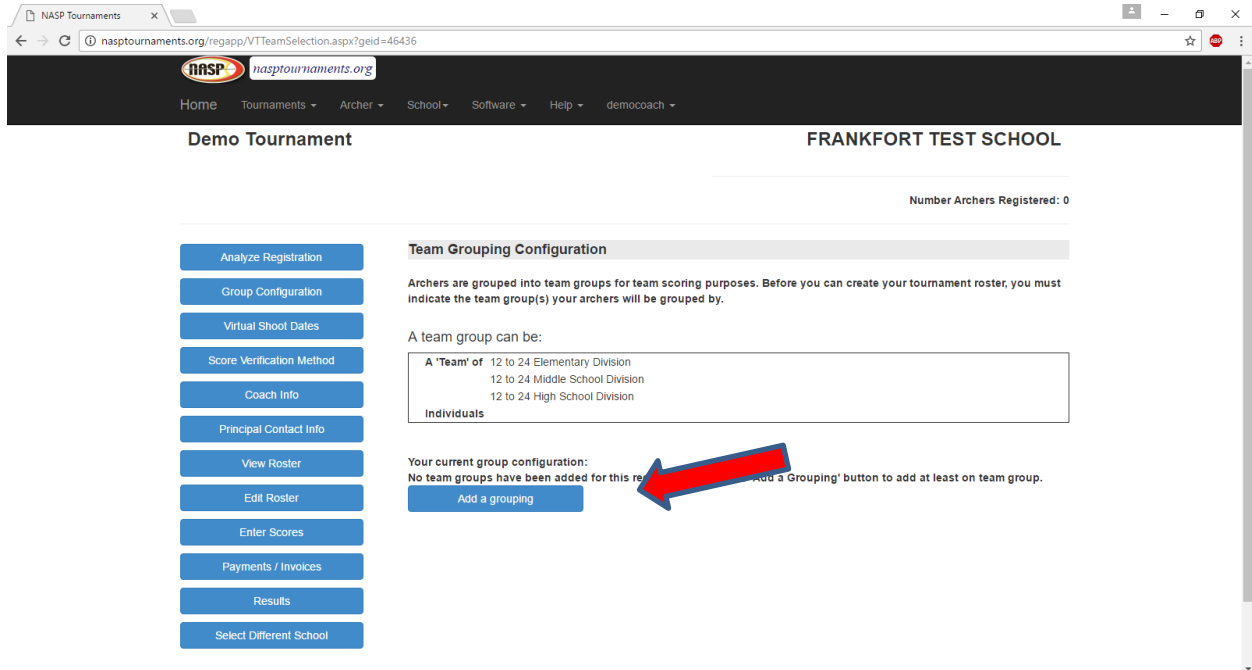 NASP Tournaments
nasptournaments.org/regapp/VTTeamSelection.aspx?geid=46436
ABP
NASP nasptournaments.org
Home Tournaments Archer School Software Help democoach
Demo Tournament FRANKFORT TEST SCHOOL
Number Archers Registered: 0
Analyze Registration
Group Configuration
Virtual Shoot Dates
Score Verification Method
Coach Info
Principal Contact Info
View Roster
Edit Roster
Enter Scores
Payments / Invoices
Results
Select Different School
Team Grouping Configuration
Archers are grouped into team groups for team scoring purposes. Before you can create your tournament roster, you must
indicate the team group(s) your archers will be grouped by.
A team group can be:
A 'Team' of 12 to 24 Elementary Division
12 to 24 Middle School Division
12 to 24 High School Division
Individuals
Your current group configuration:
No team groups have been added for this a Grouping' button to add at least on team group.
Add a grouping